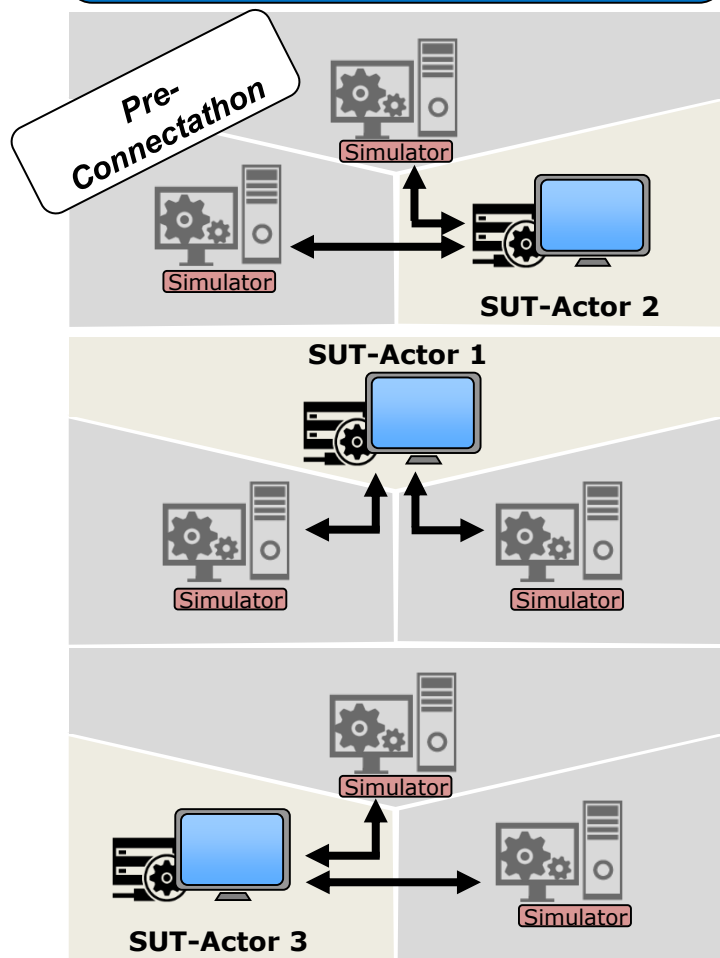 Pre-
Connectathon
Simulator
Simulator
SUT-Actor 2
SUT-Actor 1
Simulator
Simulator
Simulator
Simulator
SUT-Actor 3